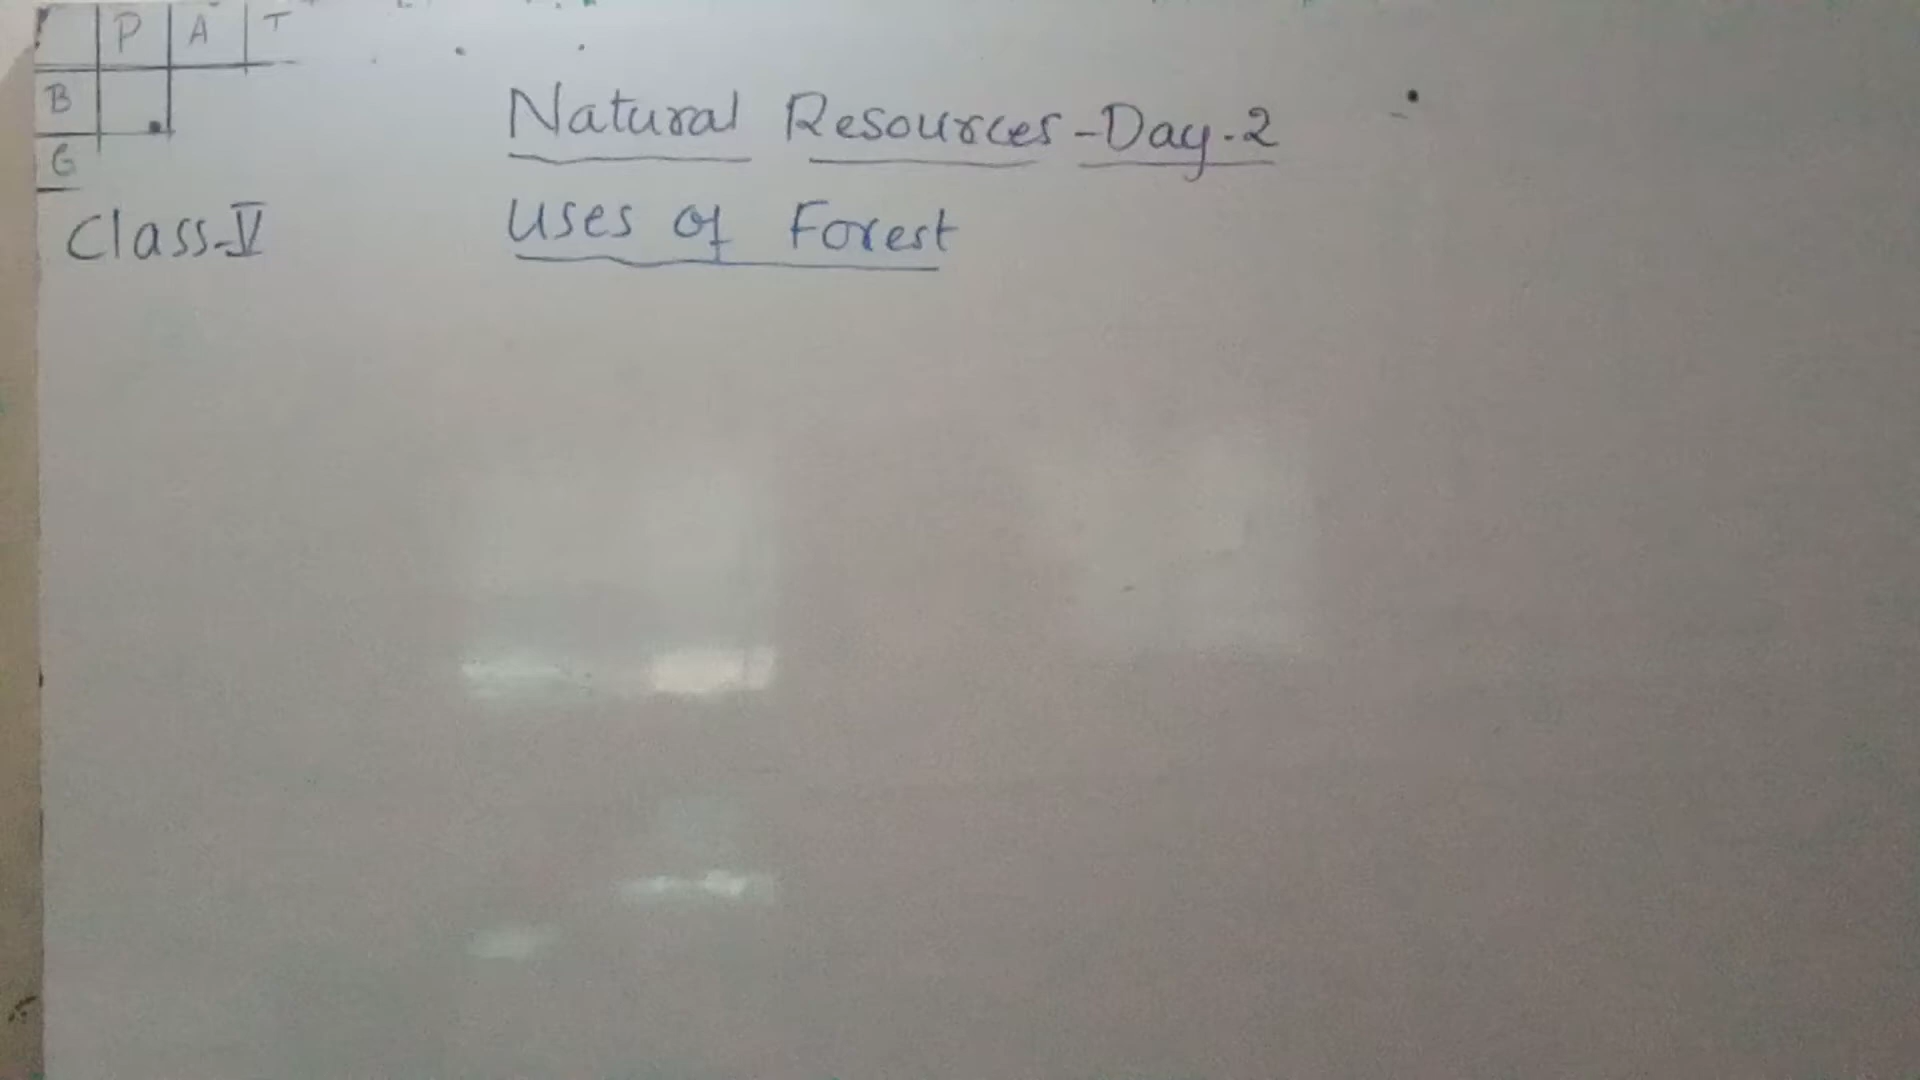 P A T
B
G
Natural Resources-Day-2
Class-V
Uses of Forest